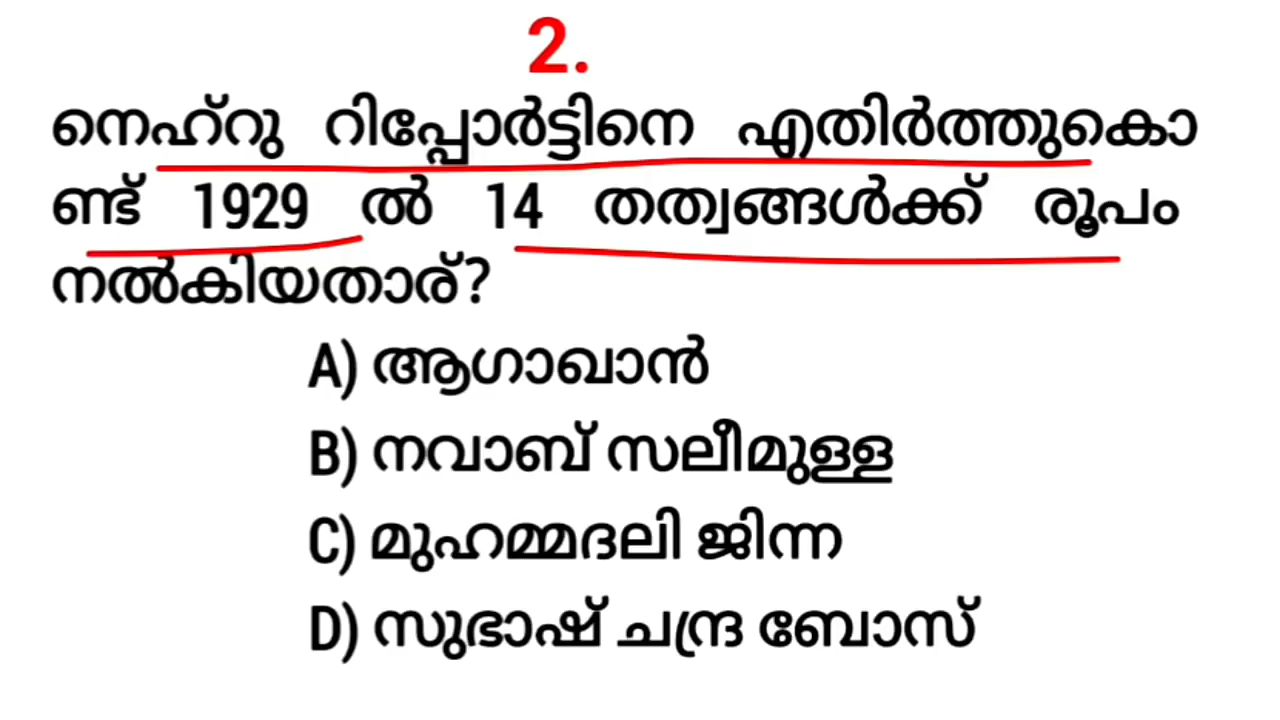 2.
നെഹ്റു റിപ്പോർട്ടിനെ എതിർത്തുകൊ
ണ്ട് 1929 ൽ 14 തത്വങ്ങൾക്ക് രൂപം
നൽകിയതാര്?
A) ആഗാഖാൻ
B) നവാബ് സലീമുള്ള
C) മുഹമ്മദലി ജിന്ന
D) സുഭാഷ് ചന്ദ്ര ബോസ്